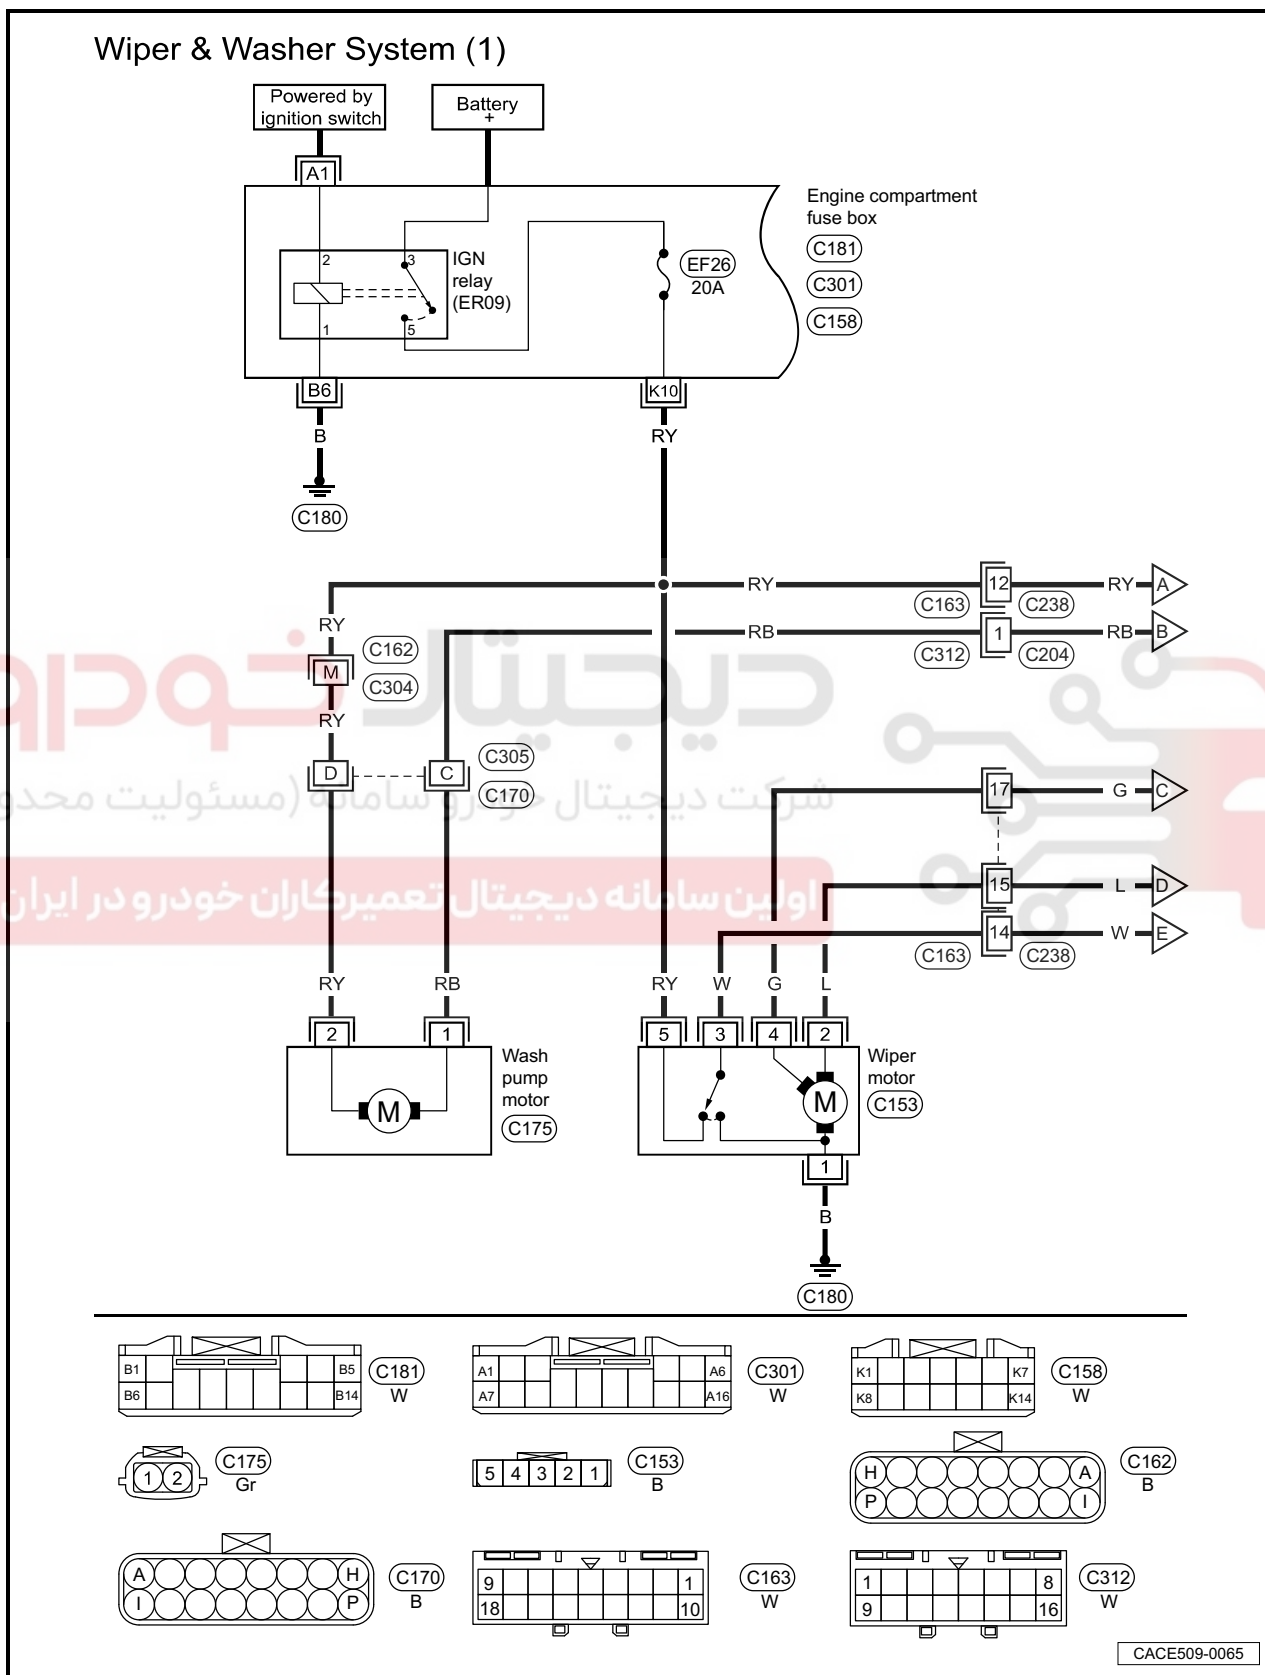 Wiper & Washer System (1)
Powered by
ignition switch
Battery
+
A1
Engine compartment
fuse box
C181
C301
C158
2
3
IGN
relay
(ER09)
1
5
EF26
20A
B6
K10
B
RY
C180
RY
12
RY
A
C163
C238
RY
RB
1
RB
B
C312
C204
C162
M
C304
RY
C305
D
C
C170
17
G
C
15
L
D
14
W
E
C163
C238
RY
RB
RY
W
G
L
2
1
5
3
4
2
Wash
pump
motor
C175
M
Wiper
motor
C153
M
1
B
C180
دیجیتال خودرو
شرکت دیجیتال خودرو سامانه (مسئولیت محدو
اولین سامانه دیجیتال تعمیرکاران خودرو در ایران
B1
B5
B6
B14
C181
W
A1
A6
A7
A16
C301
W
K1
K7
K8
K14
C158
W
1
2
C175
Gr
5
4
3
2
1
C153
B
H
A
P
I
C162
B
A
H
I
P
C170
B
9
1
18
10
C163
W
1
8
9
16
C312
W
CACE509-0065